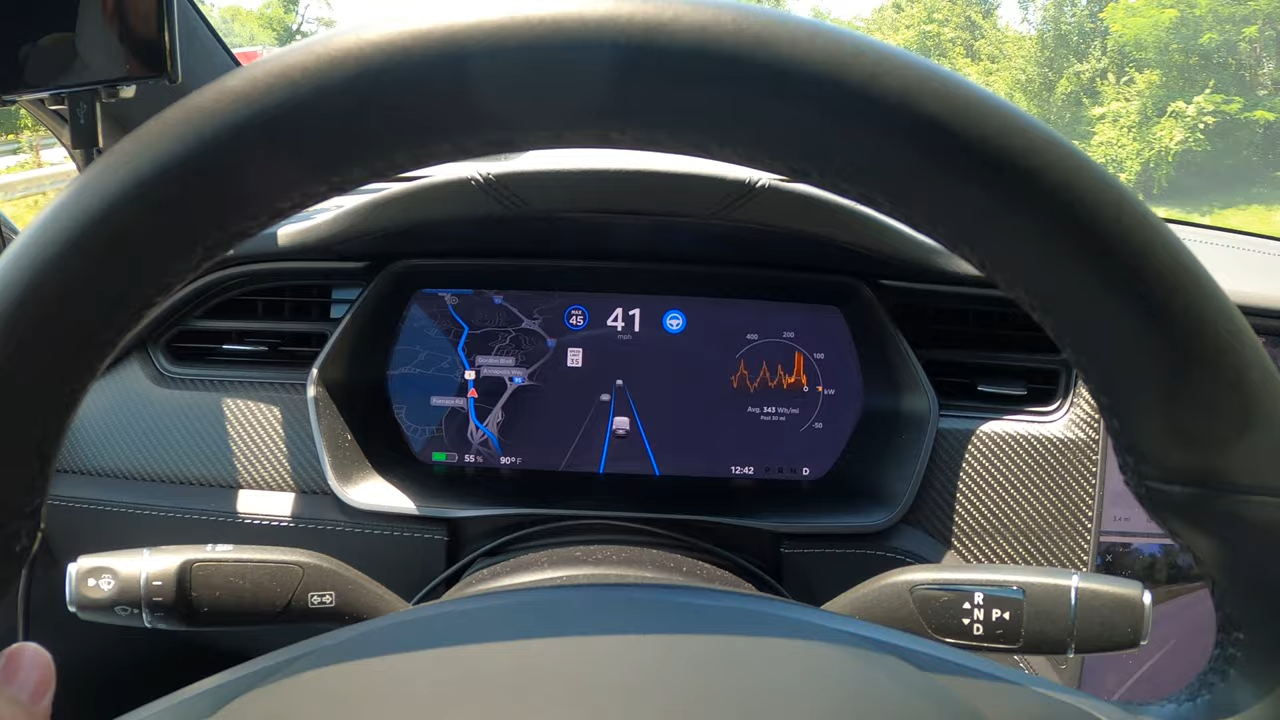 MAX
45
41
mph
SPEED
LIMIT
35
Gordon Blvd
Annapolis Way
1
Furnace Rd
55 %
90°F
400
200
100
0
kW
-50
Avg. 343 Wh/mi
Past 30 mi
12:42 P R N D
R
N P
D